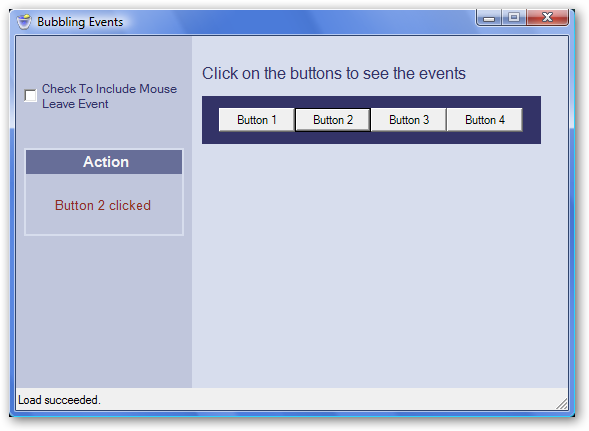 Bubbling Events
Check To Include Mouse
Leave Event
Action
Button 2 clicked
Click on the buttons to see the events
Button 1 Button 2 Button 3 Button 4
Load succeeded.